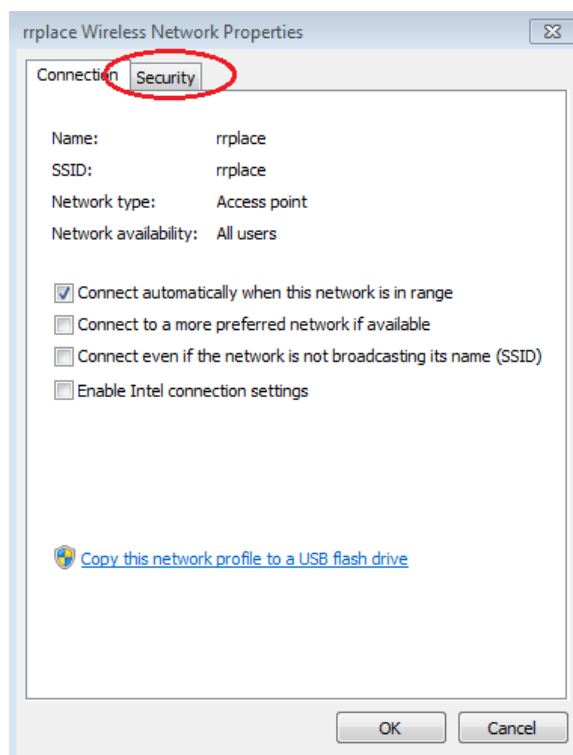 rrplace Wireless Network Properties
Connection Security
Name: rrplace
SSID: rrplace
Network type: Access point
Network availability: All users
Connect automatically when this network is in range
Connect to a more preferred network if available
Connect even if the network is not broadcasting its name (SSID)
Enable Intel connection settings
Copy this network profile to a USB flash drive
OK Cancel